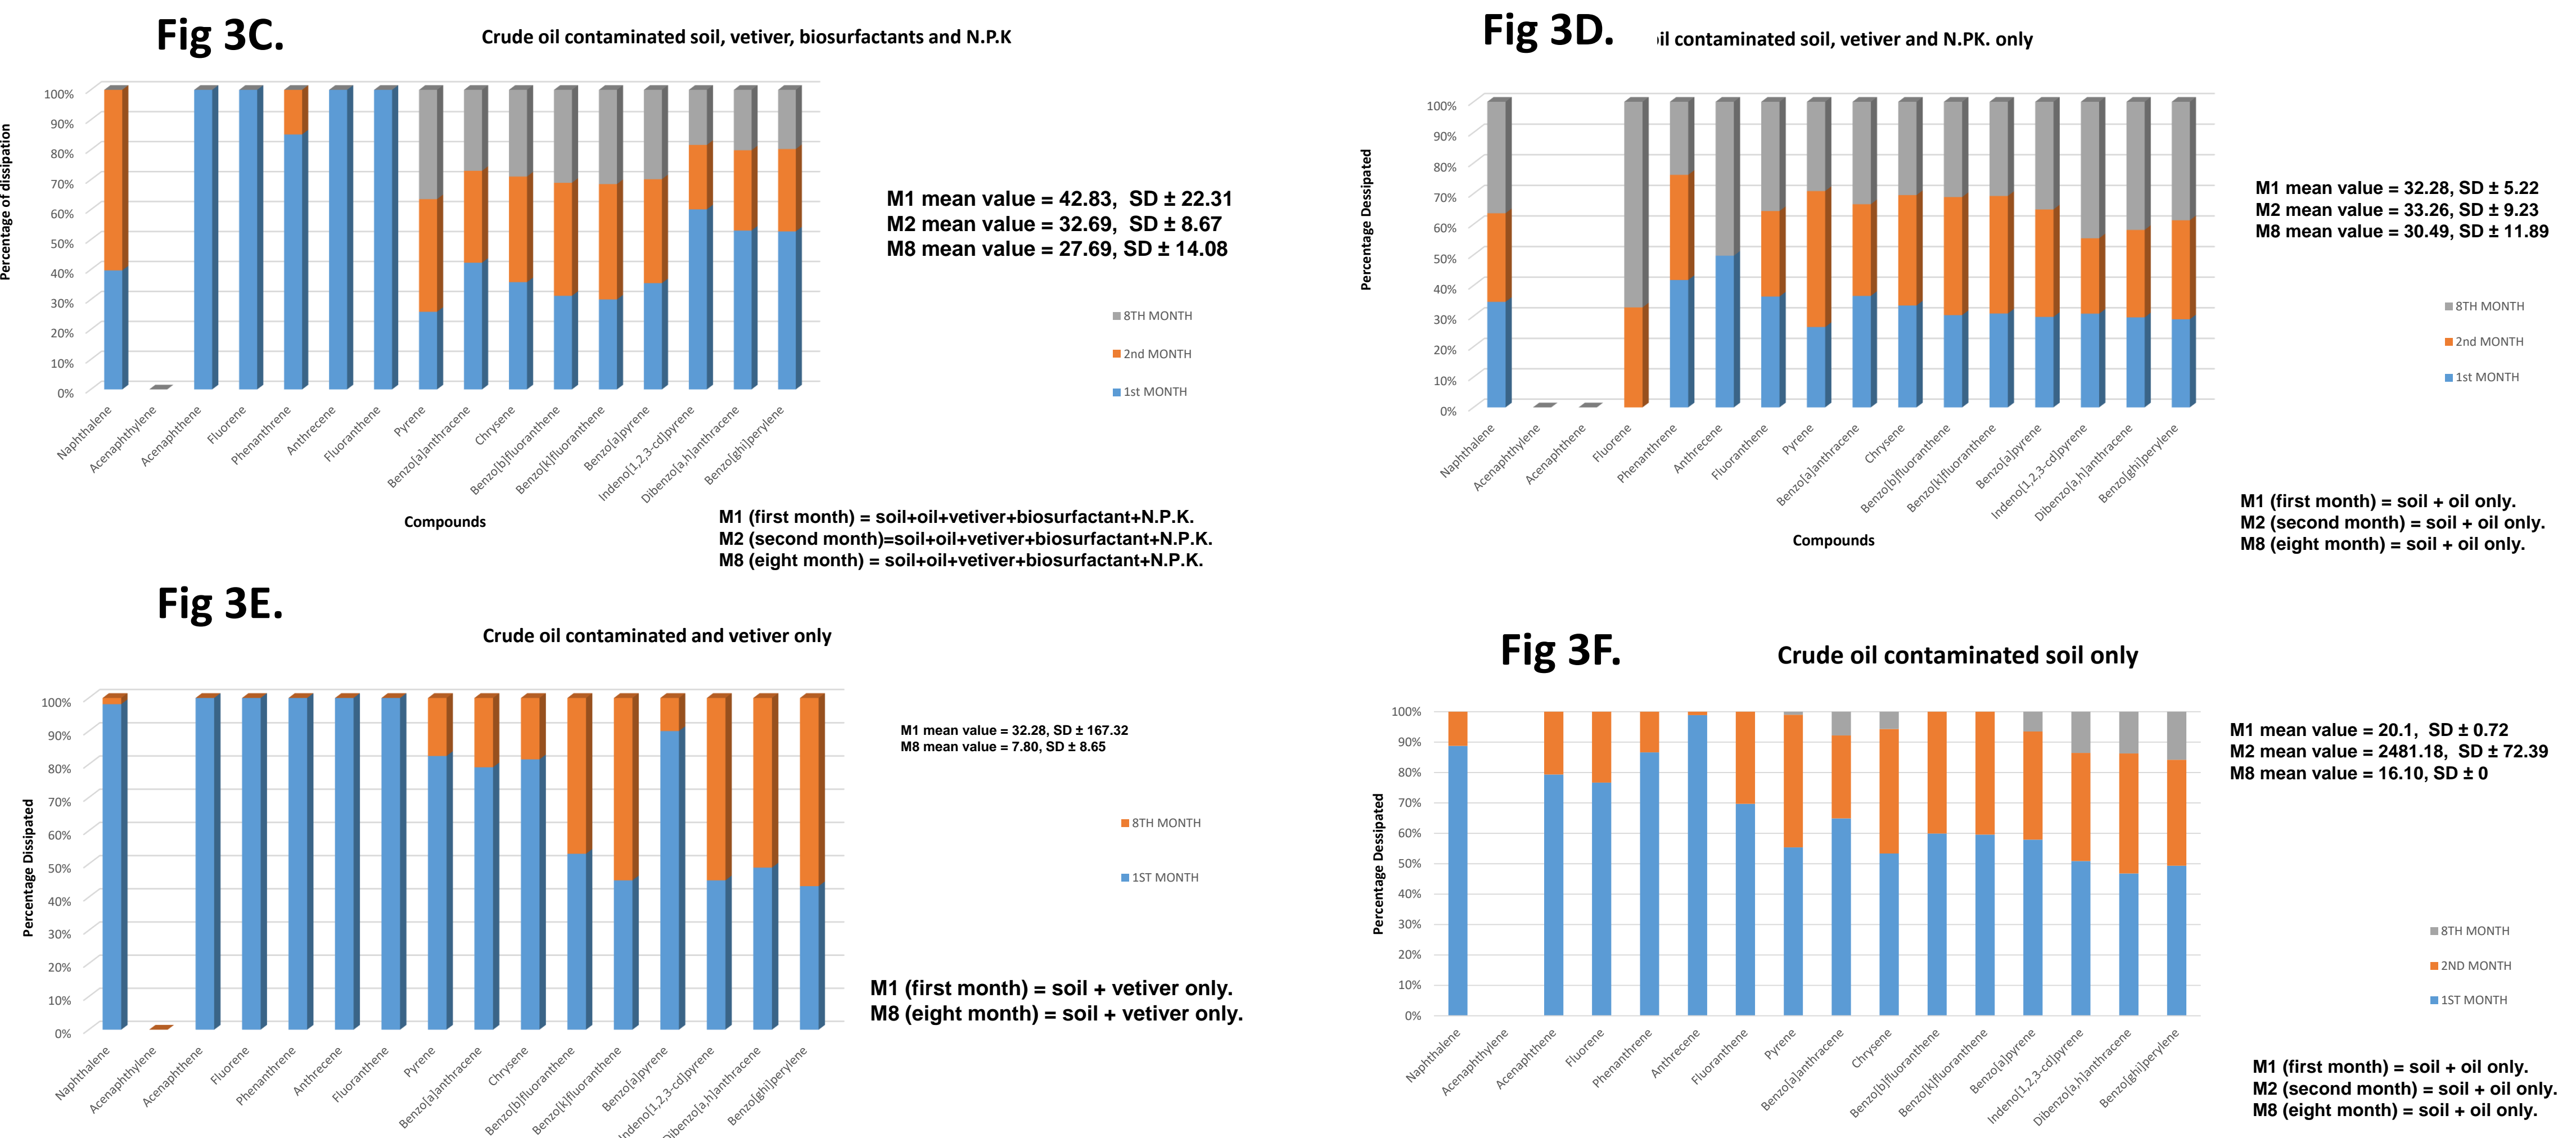 Fig 3C.
Crude oil contaminated soil, vetiver, biosurfactants and N.P.K
Percentage of dissipation
100%
90%
80%
70%
60%
50%
40%
30%
20%
10%
0%
Naphthalene
Acenaphthylene
Acenaphthene
Fluorene
Phenanthrene
Anthrecene
Fluoranthene
Pyrene
Benzo[a]anthracene
Chrysene
Benzo[b]fluoranthene
Benzo[k]fluoranthene
Benzo[a]pyrene
Indeno[1,2,3-cd]pyrene
Dibenzo[a,h]anthracene
Benzo[ghi]perylene
Compounds
M1 mean value = 42.83, SD ± 22.31
M2 mean value = 32.69, SD ± 8.67
M8 mean value = 27.69, SD ± 14.08
8TH MONTH
2nd MONTH
1st MONTH
M1 (first month) = soil+oil+vetiver+biosurfactant+N.P.K.
M2 (second month)=soil+oil+vetiver+biosurfactant+N.P.K.
M8 (eight month) = soil+oil+vetiver+biosurfactant+N.P.K.
Fig 3D.
il contaminated soil, vetiver and N.PK. only
Percentage Dessipated
100%
90%
80%
70%
60%
50%
40%
30%
20%
10%
0%
Naphthalene
Acenaphthylene
Acenaphthene
Fluorene
Phenanthrene
Anthrecene
Fluoranthene
Pyrene
Benzo[a]anthracene
Chrysene
Benzo[b]fluoranthene
Benzo[k]fluoranthene
Benzo[a]pyrene
Indeno[1,2,3-cd]pyrene
Dibenzo[a,h]anthracene
Benzo[ghi]perylene
Compounds
M1 mean value = 32.28, SD ± 5.22
M2 mean value = 33.26, SD ± 9.23
M8 mean value = 30.49, SD ± 11.89
8TH MONTH
2nd MONTH
1st MONTH
M1 (first month) = soil + oil only.
M2 (second month) = soil + oil only.
M8 (eight month) = soil + oil only.
Fig 3E.
Crude oil contaminated and vetiver only
Percentage Dissipated
100%
90%
80%
70%
60%
50%
40%
30%
20%
10%
0%
Naphthalene
Acenaphthylene
Acenaphthene
Fluorene
Phenanthrene
Anthrecene
Fluoranthene
Pyrene
Benzo[a]anthracene
Chrysene
Benzo[b]fluoranthene
Benzo[k]fluoranthene
Benzo[a]pyrene
Indeno[1,2,3-cd]pyrene
Dibenzo[a,h]anthracene
Benzo[ghi]perylene
M1 mean value = 32.28, SD ± 167.32
M8 mean value = 7.80, SD ± 8.65
8TH MONTH
1ST MONTH
M1 (first month) = soil + vetiver only.
M8 (eight month) = soil + vetiver only.
Fig 3F.
Crude oil contaminated soil only
Percentage Dessipated
100%
90%
80%
70%
60%
50%
40%
30%
20%
10%
0%
Naphthalene
Acenaphthylene
Acenaphthene
Fluorene
Phenanthrene
Anthrecene
Fluoranthene
Pyrene
Benzo[a]anthracene
Chrysene
Benzo[b]fluoranthene
Benzo[k]fluoranthene
Benzo[a]pyrene
Indeno[1,2,3-cd]pyrene
Dibenzo[a,h]anthracene
Benzo[ghi]perylene
M1 mean value = 20.1, SD ± 0.72
M2 mean value = 2481.18, SD ± 72.39
M8 mean value = 16.10, SD ± 0
8TH MONTH
2ND MONTH
1ST MONTH
M1 (first month) = soil + oil only.
M2 (second month) = soil + oil only.
M8 (eight month) = soil + oil only.